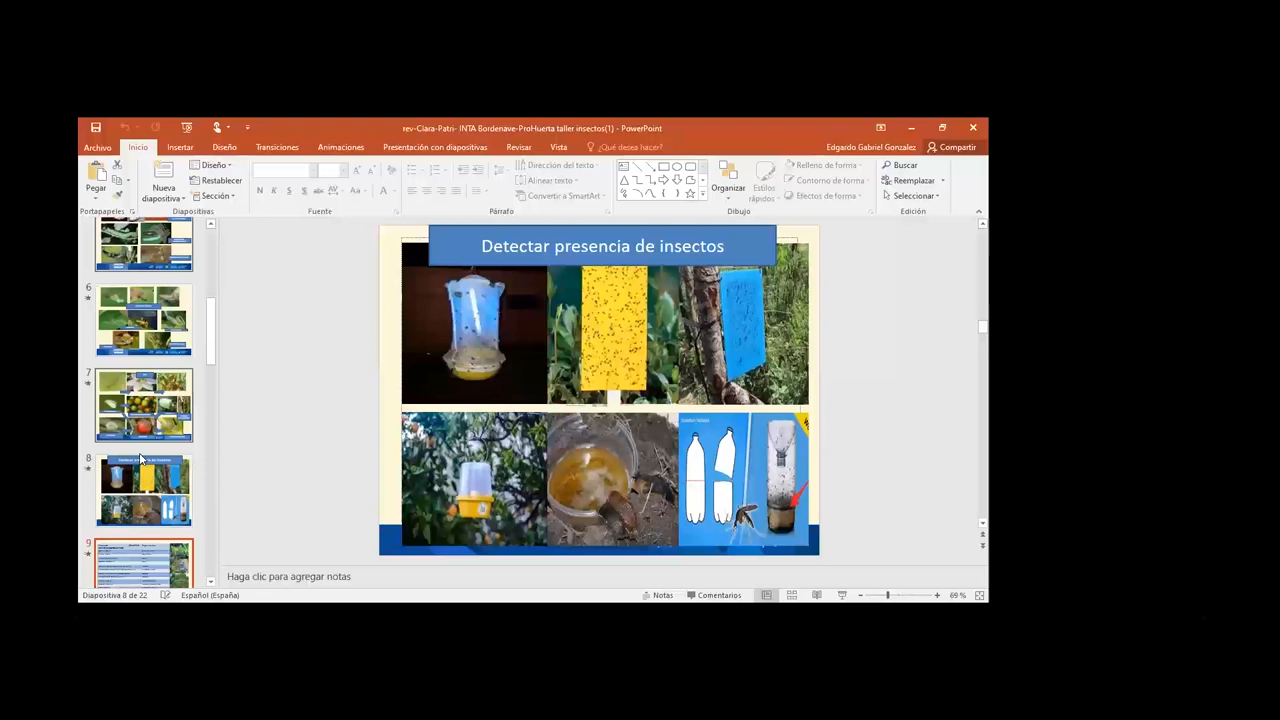 rev-Clara-Patri- INTA Bordenave-ProHuerta taller insectos(1) - PowerPoint
Archivo Inicio Insertar Diseño Transiciones Animaciones Presentación con diapositivas Revisar Vista ¿Qué desea hacer? Edgardo Gabriel Gonzalez Compartir
Pegar
Nueva diapositiva
Diseño
Restablecer
Sección
N K S abc AV Aa A
Dirección del texto
Alinear texto
Convertir a SmartArt
Organizar
Estilos rápidos
Relleno de forma
Contorno de forma
Efectos de forma
Buscar
Reemplazar
Seleccionar
Portapapeles Diapositivas Fuente Párrafo Dibujo Edición
6
7
8
9
Detectar presencia de insectos
Haga clic para agregar notas
Diapositiva 8 de 22 Español (España) Notas Comentarios 69 %